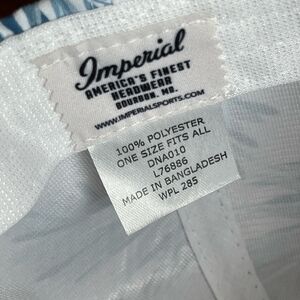 Imperial
AMERICA'S FINEST
HEADWEAR
BOURBON, MO.
WWW.IMPERIALSPORTS.COM
100% POLYESTER
ONE SIZE FITS ALL
DNA010
L76886
MADE IN BANGLADESH
WPL 285